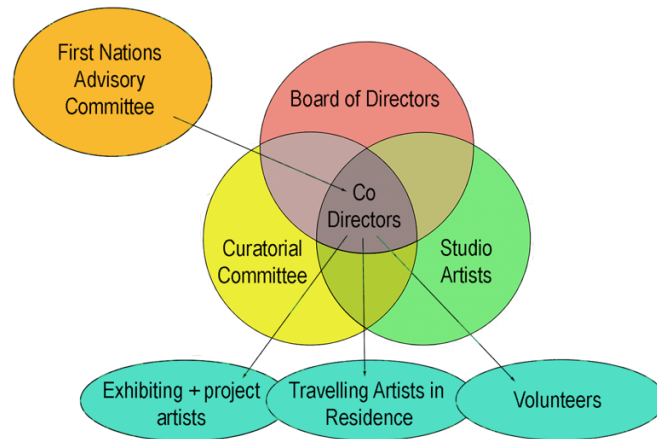 First Nations
Advisory
Committee
Board of Directors
Co
Directors
Curatorial
Committee
Studio
Artists
Exhibiting + project
artists
Travelling Artists in
Residence
Volunteers